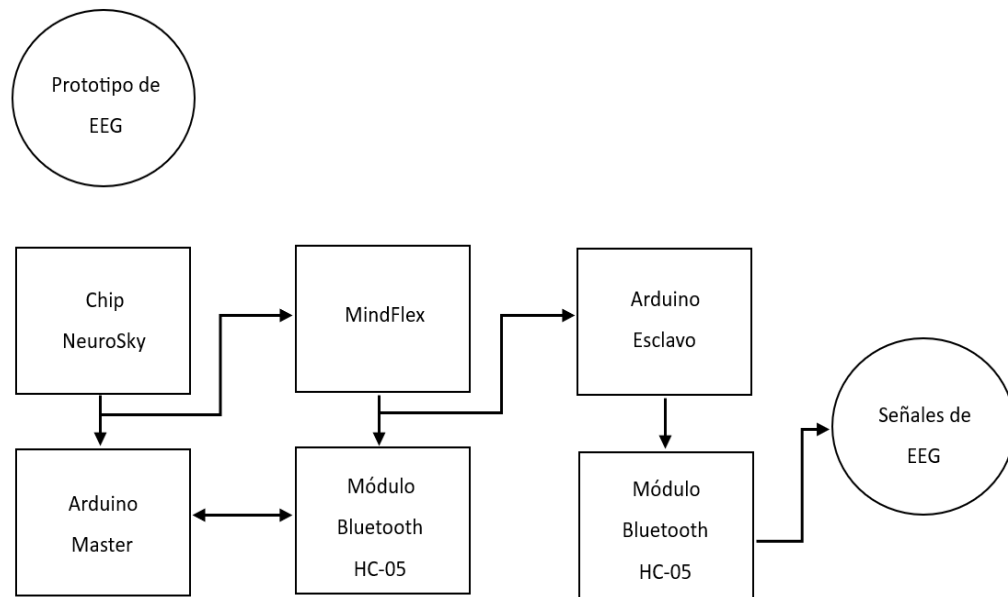 Prototipo de
EEG
Chip
NeuroSky
MindFlex
Arduino
Esclavo
Señales de
EEG
Arduino
Master
Módulo
Bluetooth
HC-05
Módulo
Bluetooth
HC-05